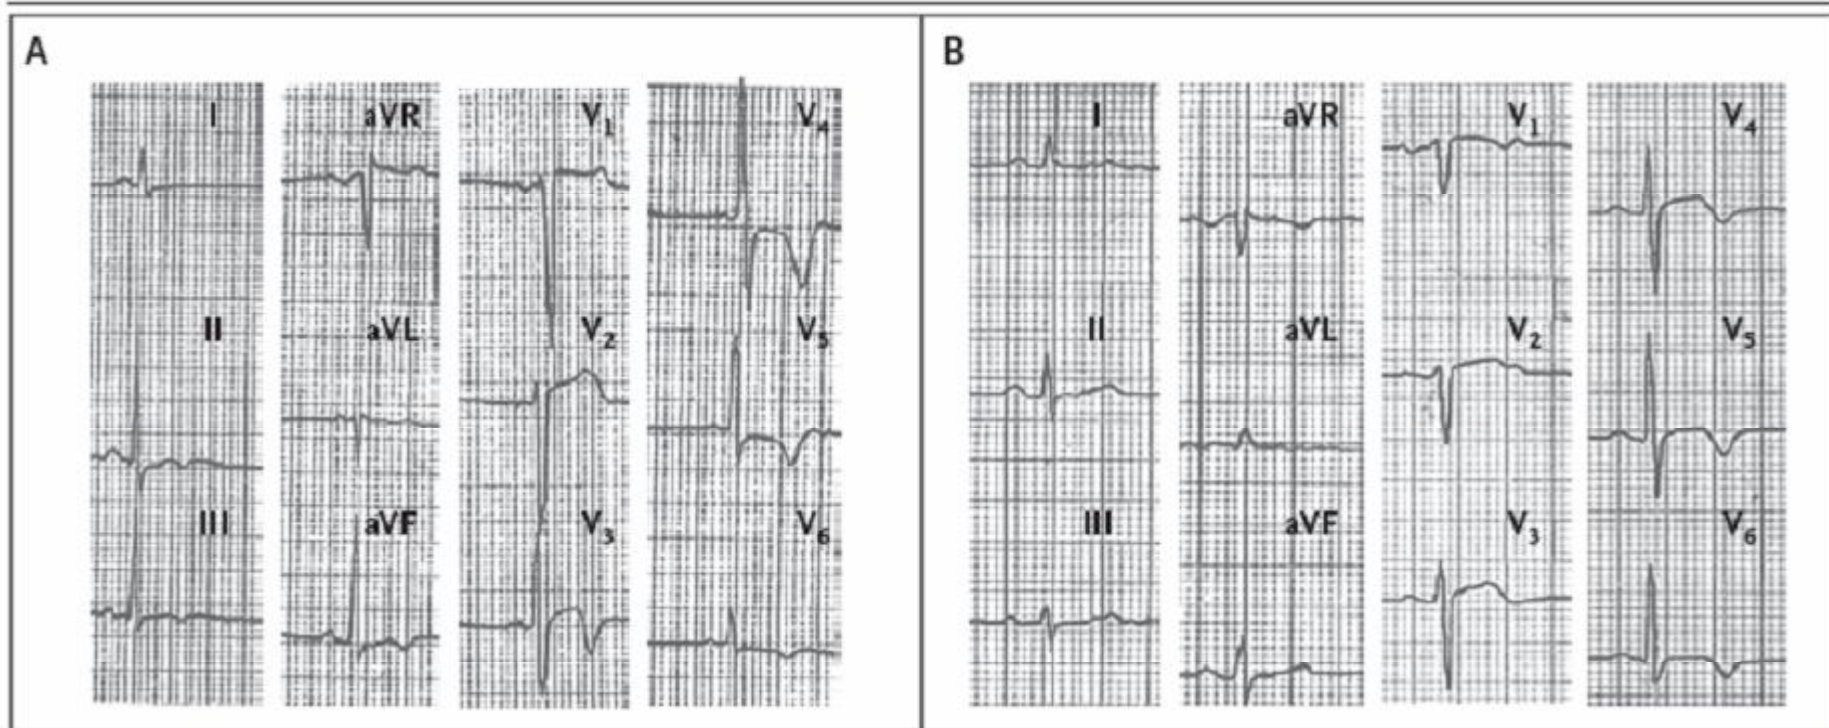 A
B
I
aVR
V₁
V₄
I
aVR
V₁
V₄
II
aVL
V₂
V₅
II
aVL
V₂
V₅
III
aVF
V₃
V₆
III
aVF
V₃
V₆